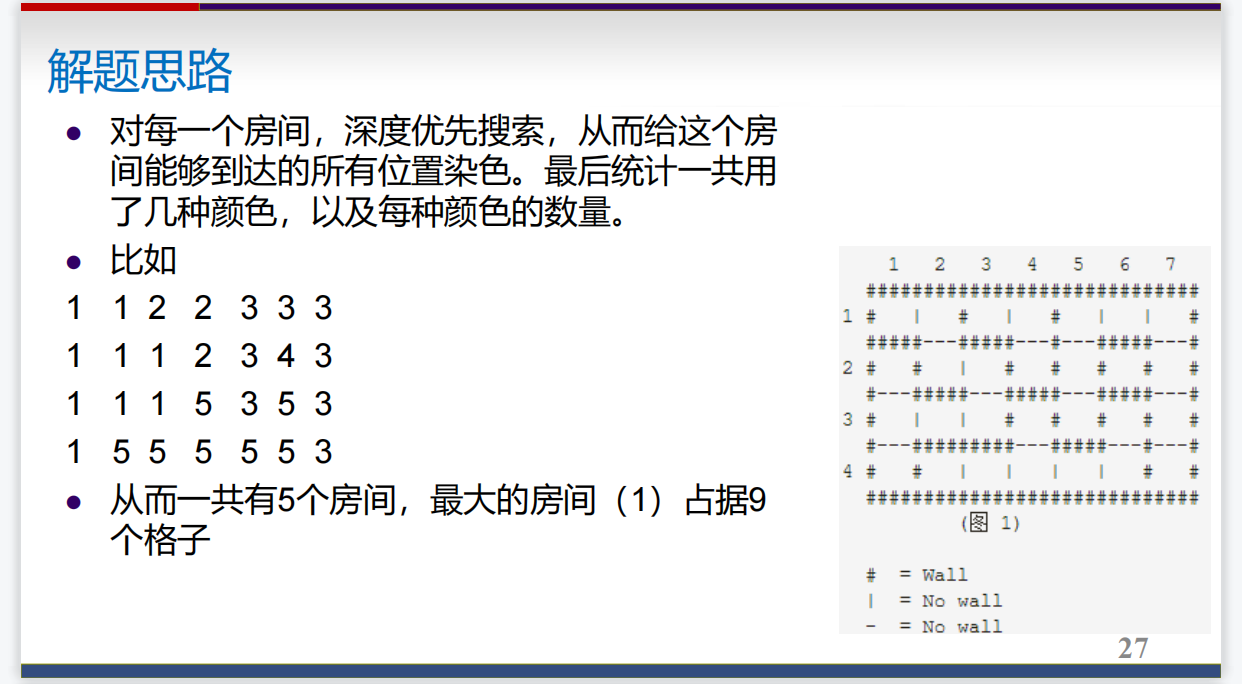 解题思路
● 对每一个房间，深度优先搜索，从而给这个房
间能够到达的所有位置染色。最后统计一共用
了几种颜色，以及每种颜色的数量。
● 比如
1 1 2 2 3 3 3
1 1 1 2 3 4 3
1 1 1 5 3 5 3
1 5 5 5 5 5 3
● 从而一共有5个房间，最大的房间（1）占据9
个格子
1 2 3 4 5 6 7
#############################
1 #   |   #   |   #   |   |   #
#####---#####---#---#####---#
2 #   #   |   #   #   #   #   #
#---#####---#####---#####---#
3 #   |   |   #   #   #   #   #
#---#########---#####---#---#
4 #   #   |   |   |   |   #   #
#############################
(图 1)
# = Wall
| = No wall
- = No wall
27